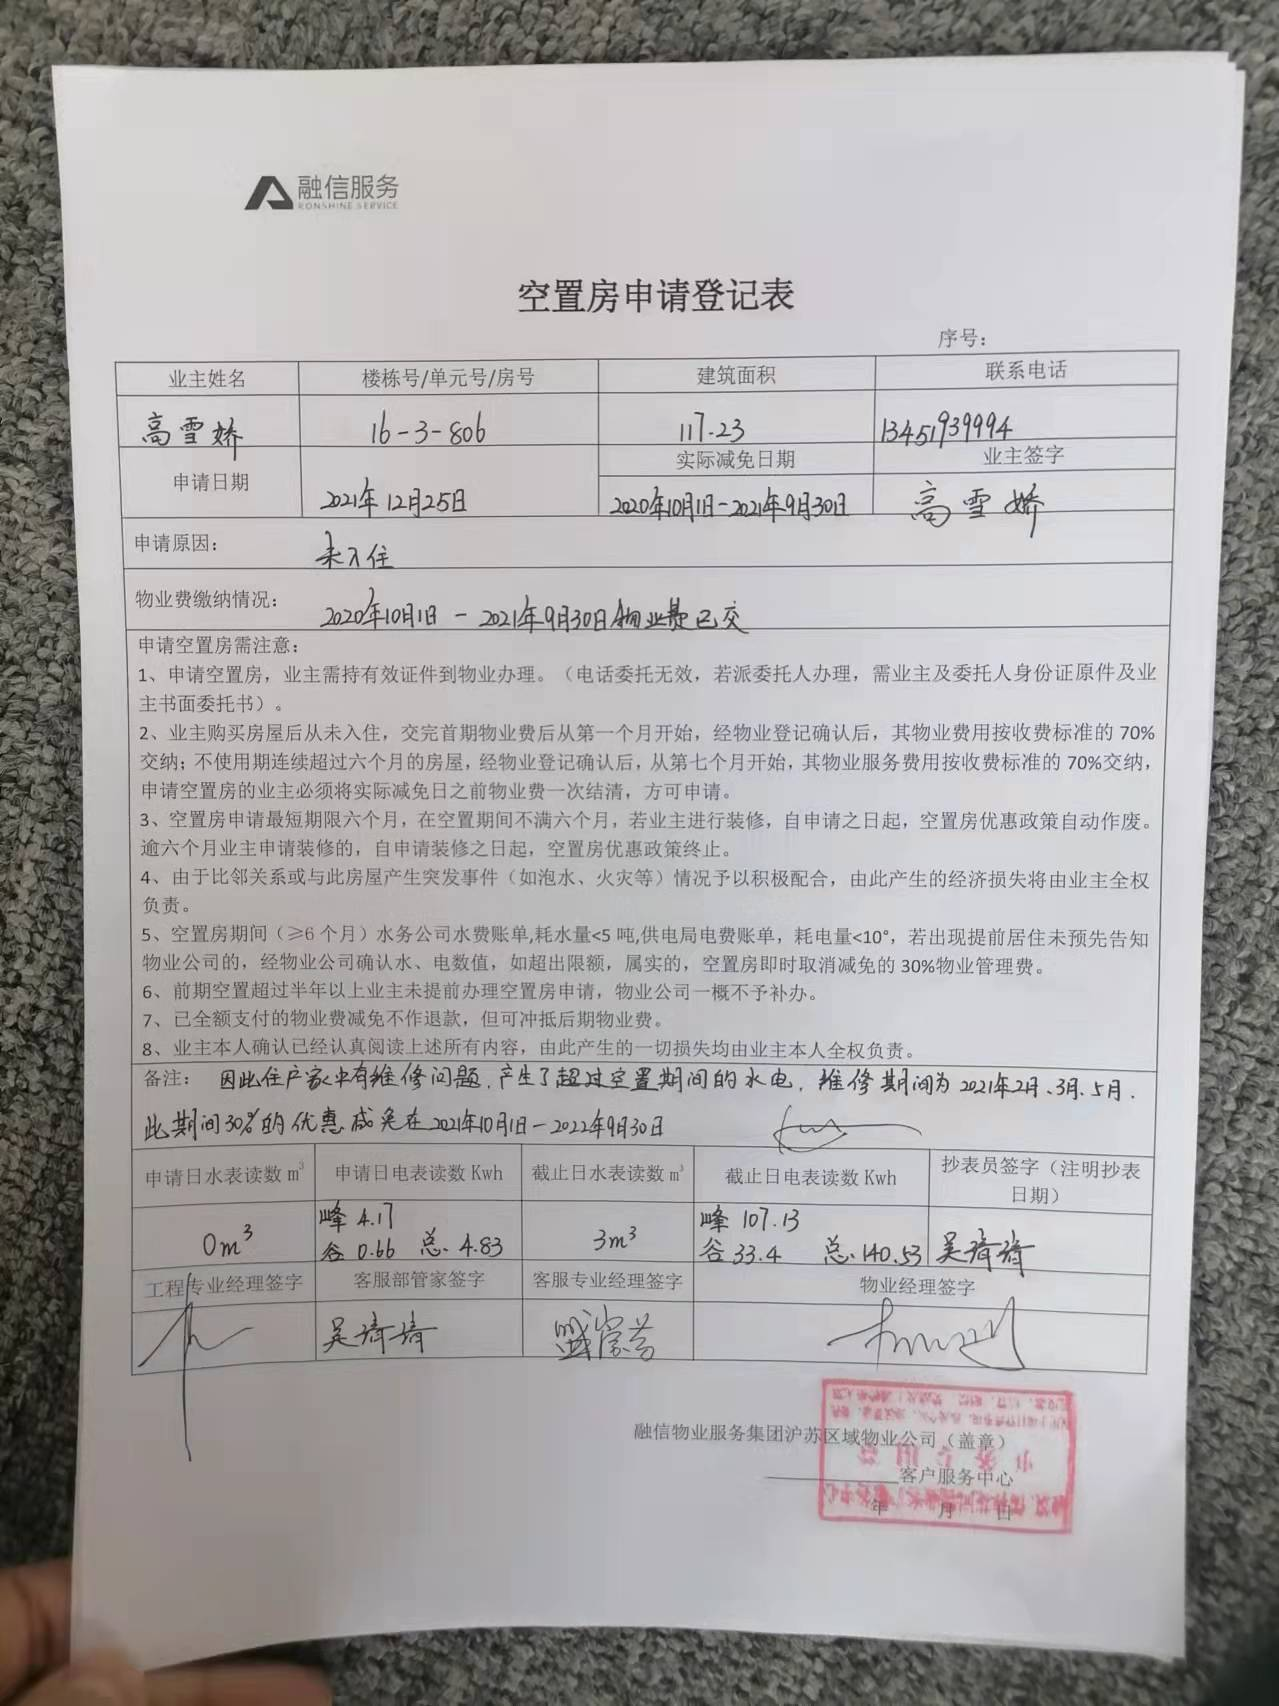 融信服务
RONSHINE SERVICE
空置房申请登记表
序号：
业主姓名 楼栋号/单元号/房号 建筑面积 联系电话
高雪娇 16-3-806 117.23 13451939994
申请日期 2021年12月25日 实际减免日期 业主签字
2020年10月1日-2021年9月30日 高雪娇
申请原因： 未入住
物业费缴纳情况： 2020年10月1日 - 2021年9月30日物业费已交
申请空置房需注意：
1、申请空置房，业主需持有效证件到物业办理。（电话委托无效，若派委托人办理，需业主及委托人身份证原件及业
主书面委托书）。
2、业主购买房屋后从未入住，交完首期物业费后从第一个月开始，经物业登记确认后，其物业费用按收费标准的 70%
交纳；不使用期连续超过六个月的房屋，经物业登记确认后，从第七个月开始，其物业服务费用按收费标准的 70%交纳，
申请空置房的业主必须将实际减免日之前物业费一次结清，方可申请。
3、空置房申请最短期限六个月，在空置期间不满六个月，若业主进行装修，自申请之日起，空置房优惠政策自动作废。
逾六个月业主申请装修的，自申请装修之日起，空置房优惠政策终止。
4、由于比邻关系或与此房屋产生突发事件（如泡水、火灾等）情况予以积极配合，由此产生的经济损失将由业主全权
负责。
5、空置房期间（≥6 个月）水务公司水费账单,耗水量<5 吨,供电局电费账单，耗电量<10°，若出现提前居住未预先告知
物业公司的，经物业公司确认水、电数值，如超出限额，属实的，空置房即时取消减免的 30%物业管理费。
6、前期空置超过半年以上业主未提前办理空置房申请，物业公司一概不予补办。
7、已全额支付的物业费减免不作退款，但可冲抵后期物业费。
8、业主本人确认已经认真阅读上述所有内容，由此产生的一切损失均由业主本人全权负责。
备注： 因此住户家中有维修问题，产生了超过空置期间的水电，维修期间为2021年2月、3月、5月．
此期间30%的优惠减免在2021年10月1日-2022年9月30日
申请日水表读数 m³ 申请日电表读数 Kwh 截止日水表读数 m³ 截止日电表读数 Kwh 抄表员签字（注明抄表
日期）
0m³ 峰 4.17 3m³ 峰 107.13 吴琦琦
谷 0.66 总. 4.83 谷 33.4 总.140.53
工程专业经理签字 客服部管家签字 客服专业经理签字 物业经理签字
吴琦琦
融信物业服务集团沪苏区域物业公司（盖章）
客户服务中心
年 月 日